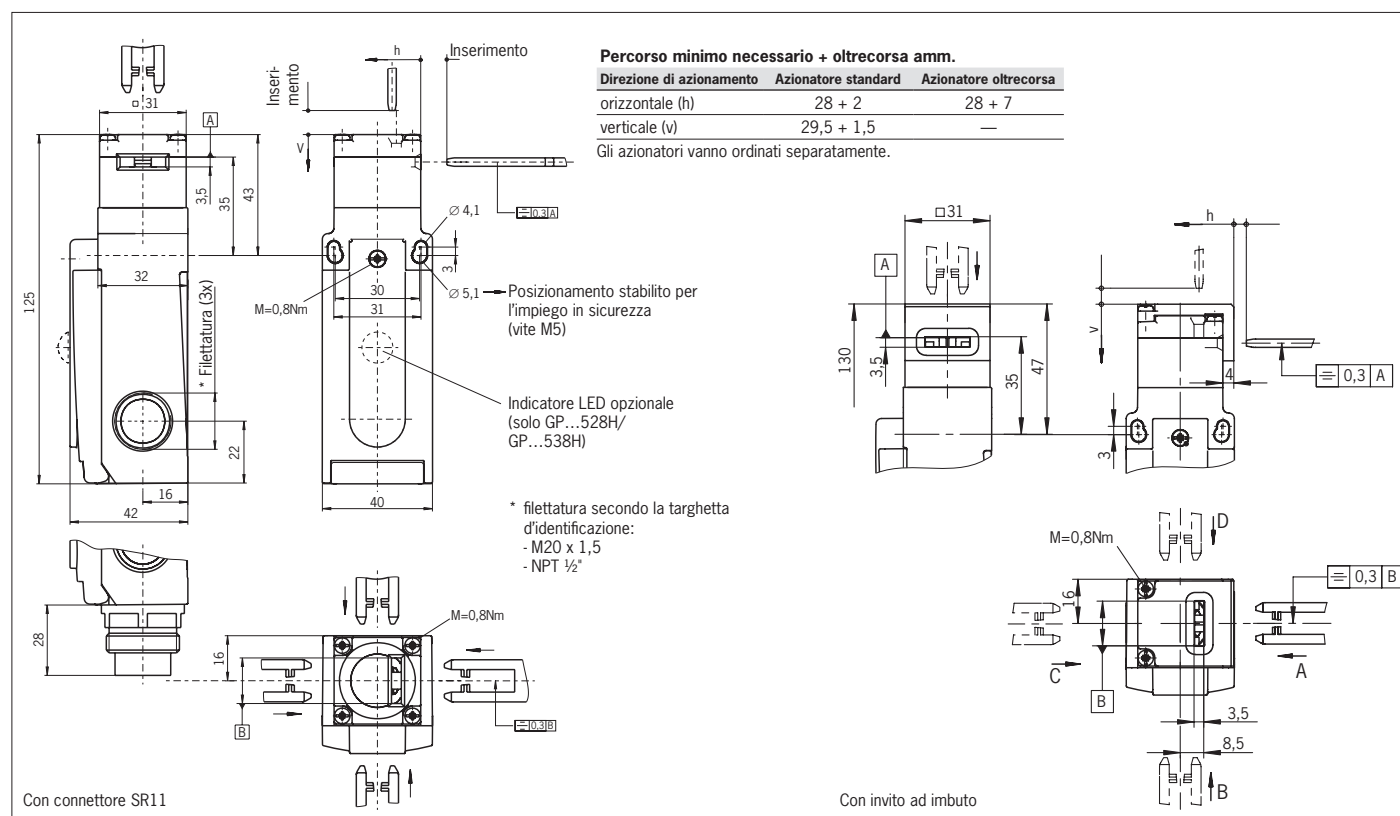 h
Inserimento
Inseri-
mento
Percorso minimo necessario + oltrecorsa amm.
Direzione di azionamento Azionatore standard Azionatore oltrecorsa
orizzontale (h) 28 + 2 28 + 7
verticale (v) 29,5 + 1,5 —
Gli azionatori vanno ordinati separatamente.
□ 31
A
v
3,5
35
43
0,3 A
Ø 4,1
3
32
30
31
M=0,8Nm
Ø 5,1
Posizionamento stabilito per
l'impiego in sicurezza
(vite M5)
125
* Filettatura (3x)
Indicatore LED opzionale
(solo GP...528H/
GP...538H)
22
16
42
40
* filettatura secondo la targhetta
d'identificazione:
- M20 x 1,5
- NPT ½"
28
16
M=0,8Nm
B
0,3 B
Con connettore SR11
□31
h
A
v
130
3,5
35
47
4
0,3 A
3
D
M=0,8Nm
16
0,3 B
C
A
B
3,5
8,5
B
Con invito ad imbuto